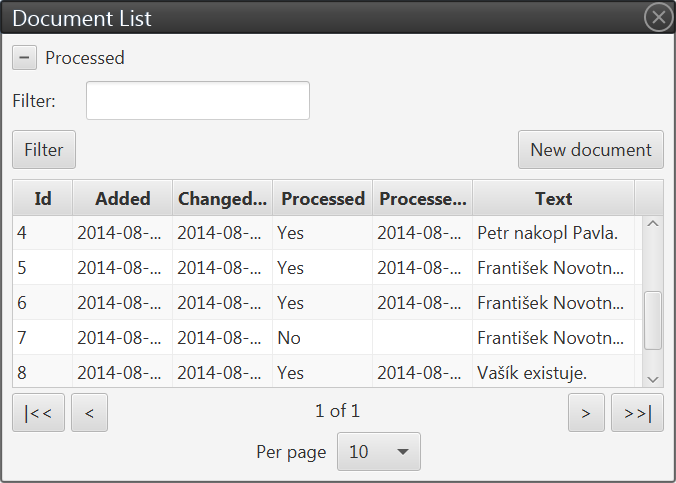 Document List
− Processed
Filter:
Filter New document
Id Added Changed... Processed Processe... Text
4 2014-08-... 2014-08-... Yes 2014-08-... Petr nakopl Pavla.
5 2014-08-... 2014-08-... Yes 2014-08-... František Novotn...
6 2014-08-... 2014-08-... Yes 2014-08-... František Novotn...
7 2014-08-... 2014-08-... No František Novotn...
8 2014-08-... 2014-08-... Yes 2014-08-... Vašík existuje.
|<< < 1 of 1 > >>|
Per page 10